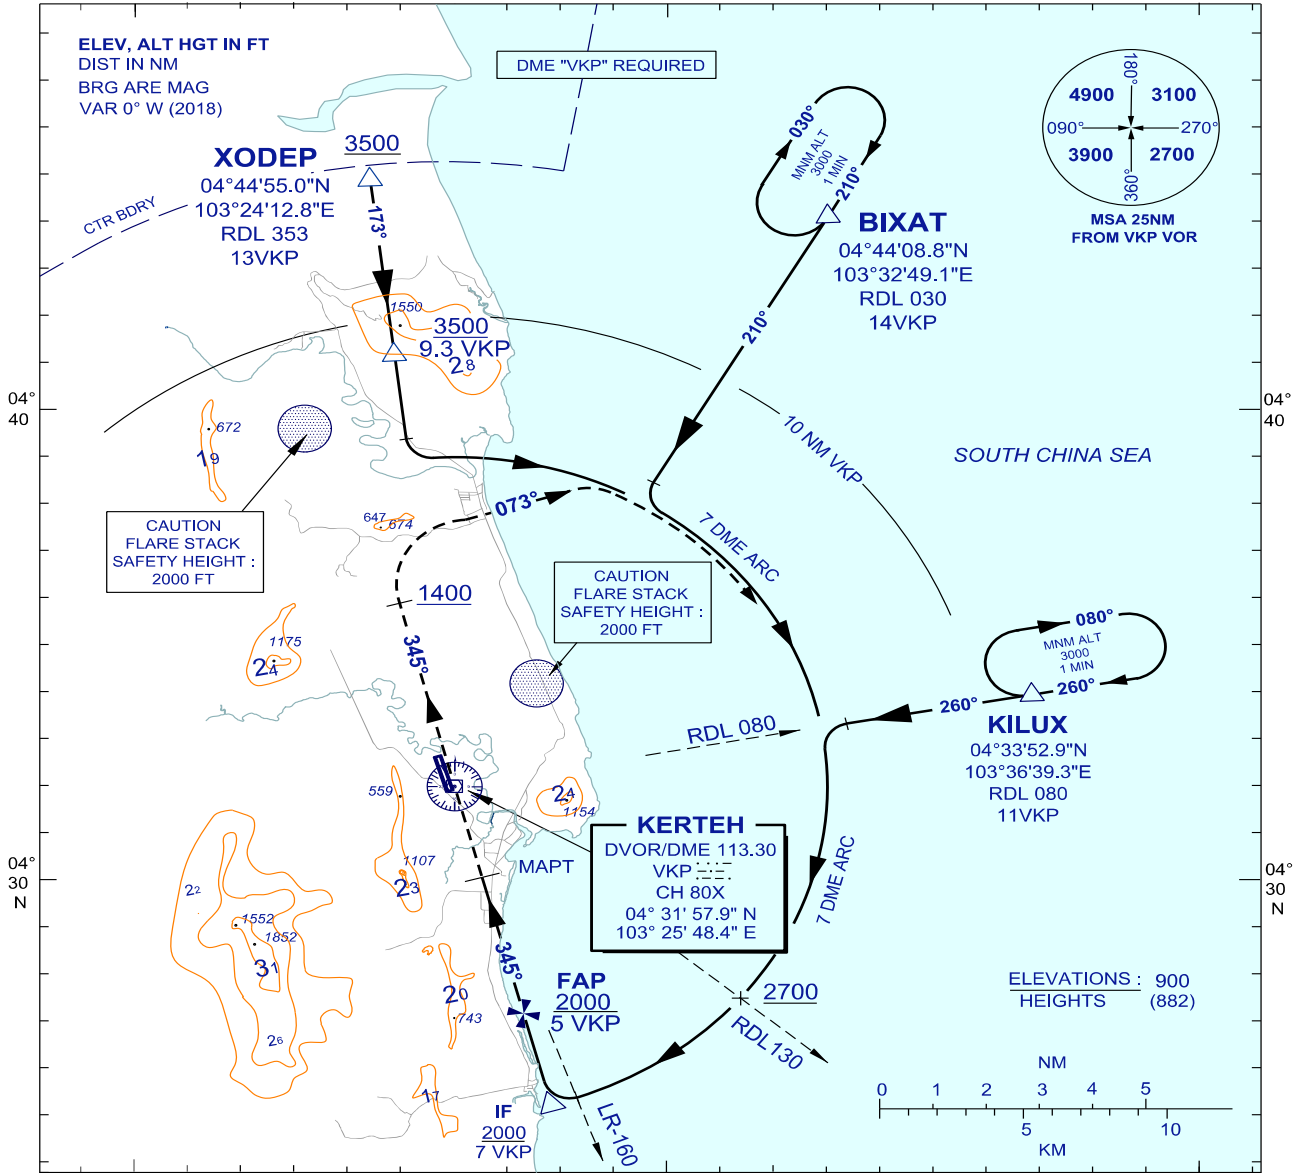 ELEV, ALT HGT IN FT
DIST IN NM
BRG ARE MAG
VAR 0° W (2018)
DME "VKP" REQUIRED
180°
4900 3100
090° 270°
3900 2700
360°
MSA 25NM
FROM VKP VOR
030°
MNM ALT
3000
1 MIN
210°
XODEP
3500
04°44'55.0"N
103°24'12.8"E
RDL 353
13VKP
CTR BDRY
173°
BIXAT
04°44'08.8"N
103°32'49.1"E
RDL 030
14VKP
210°
1550
3500
9.3 VKP
28
04°
40
04°
40
672
19
10 NM VKP
SOUTH CHINA SEA
CAUTION
FLARE STACK
SAFETY HEIGHT :
2000 FT
647
674
073°
7 DME ARC
CAUTION
FLARE STACK
SAFETY HEIGHT :
2000 FT
1400
345°
1175
24
080°
MNM ALT
3000
1 MIN
260°
260°
KILUX
04°33'52.9"N
103°36'39.3"E
RDL 080
11VKP
RDL 080
559
24
1154
KERTEH
DVOR/DME 113.30
VKP
CH 80X
04° 31' 57.9" N
103° 25' 48.4" E
MAPT
7 DME ARC
04°
30
N
04°
30
N
1107
23
22
1552
1852
31
26
345°
FAP
2000
5 VKP
20
743
2700
RDL130
ELEVATIONS : 900
HEIGHTS (882)
17
IF
2000
7 VKP
LR-160
NM
0 1 2 3 4 5
5 10
KM